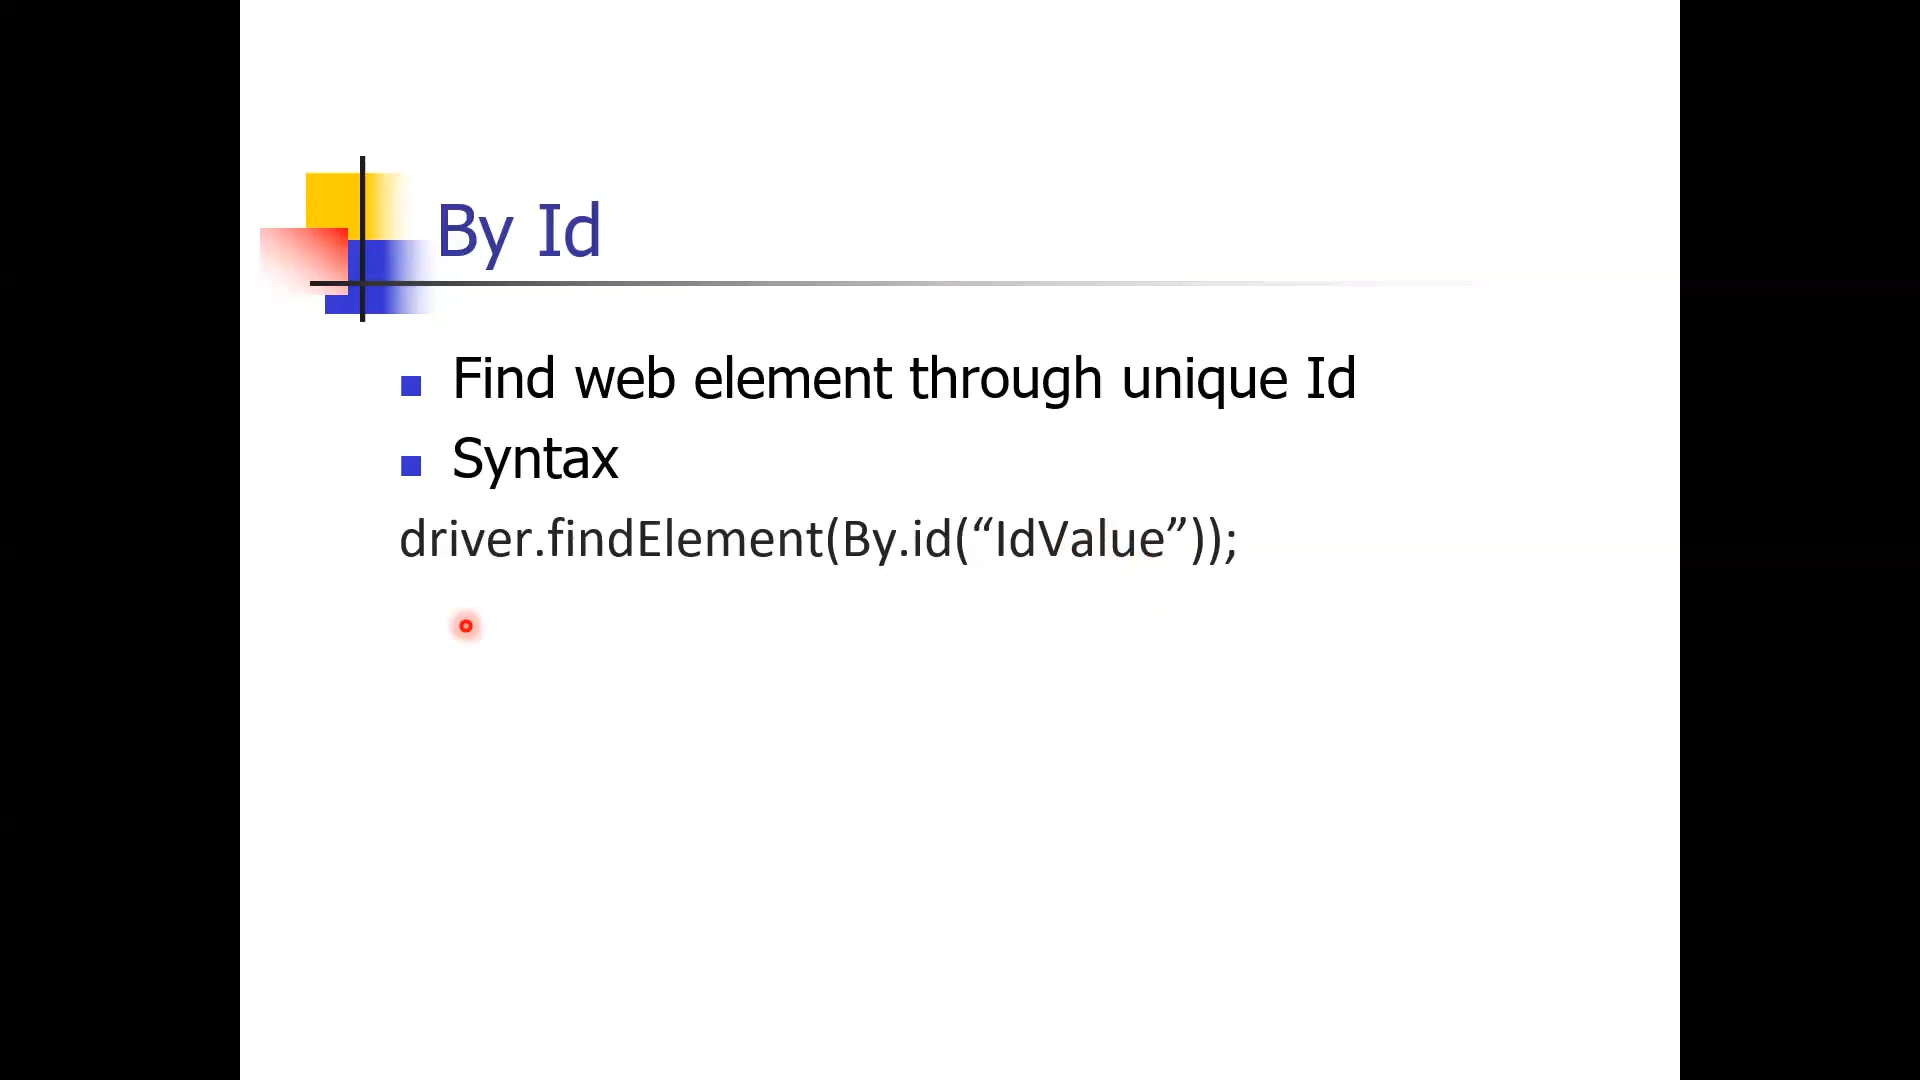 By Id
Find web element through unique Id
Syntax
driver.findElement(By.id(“IdValue”));